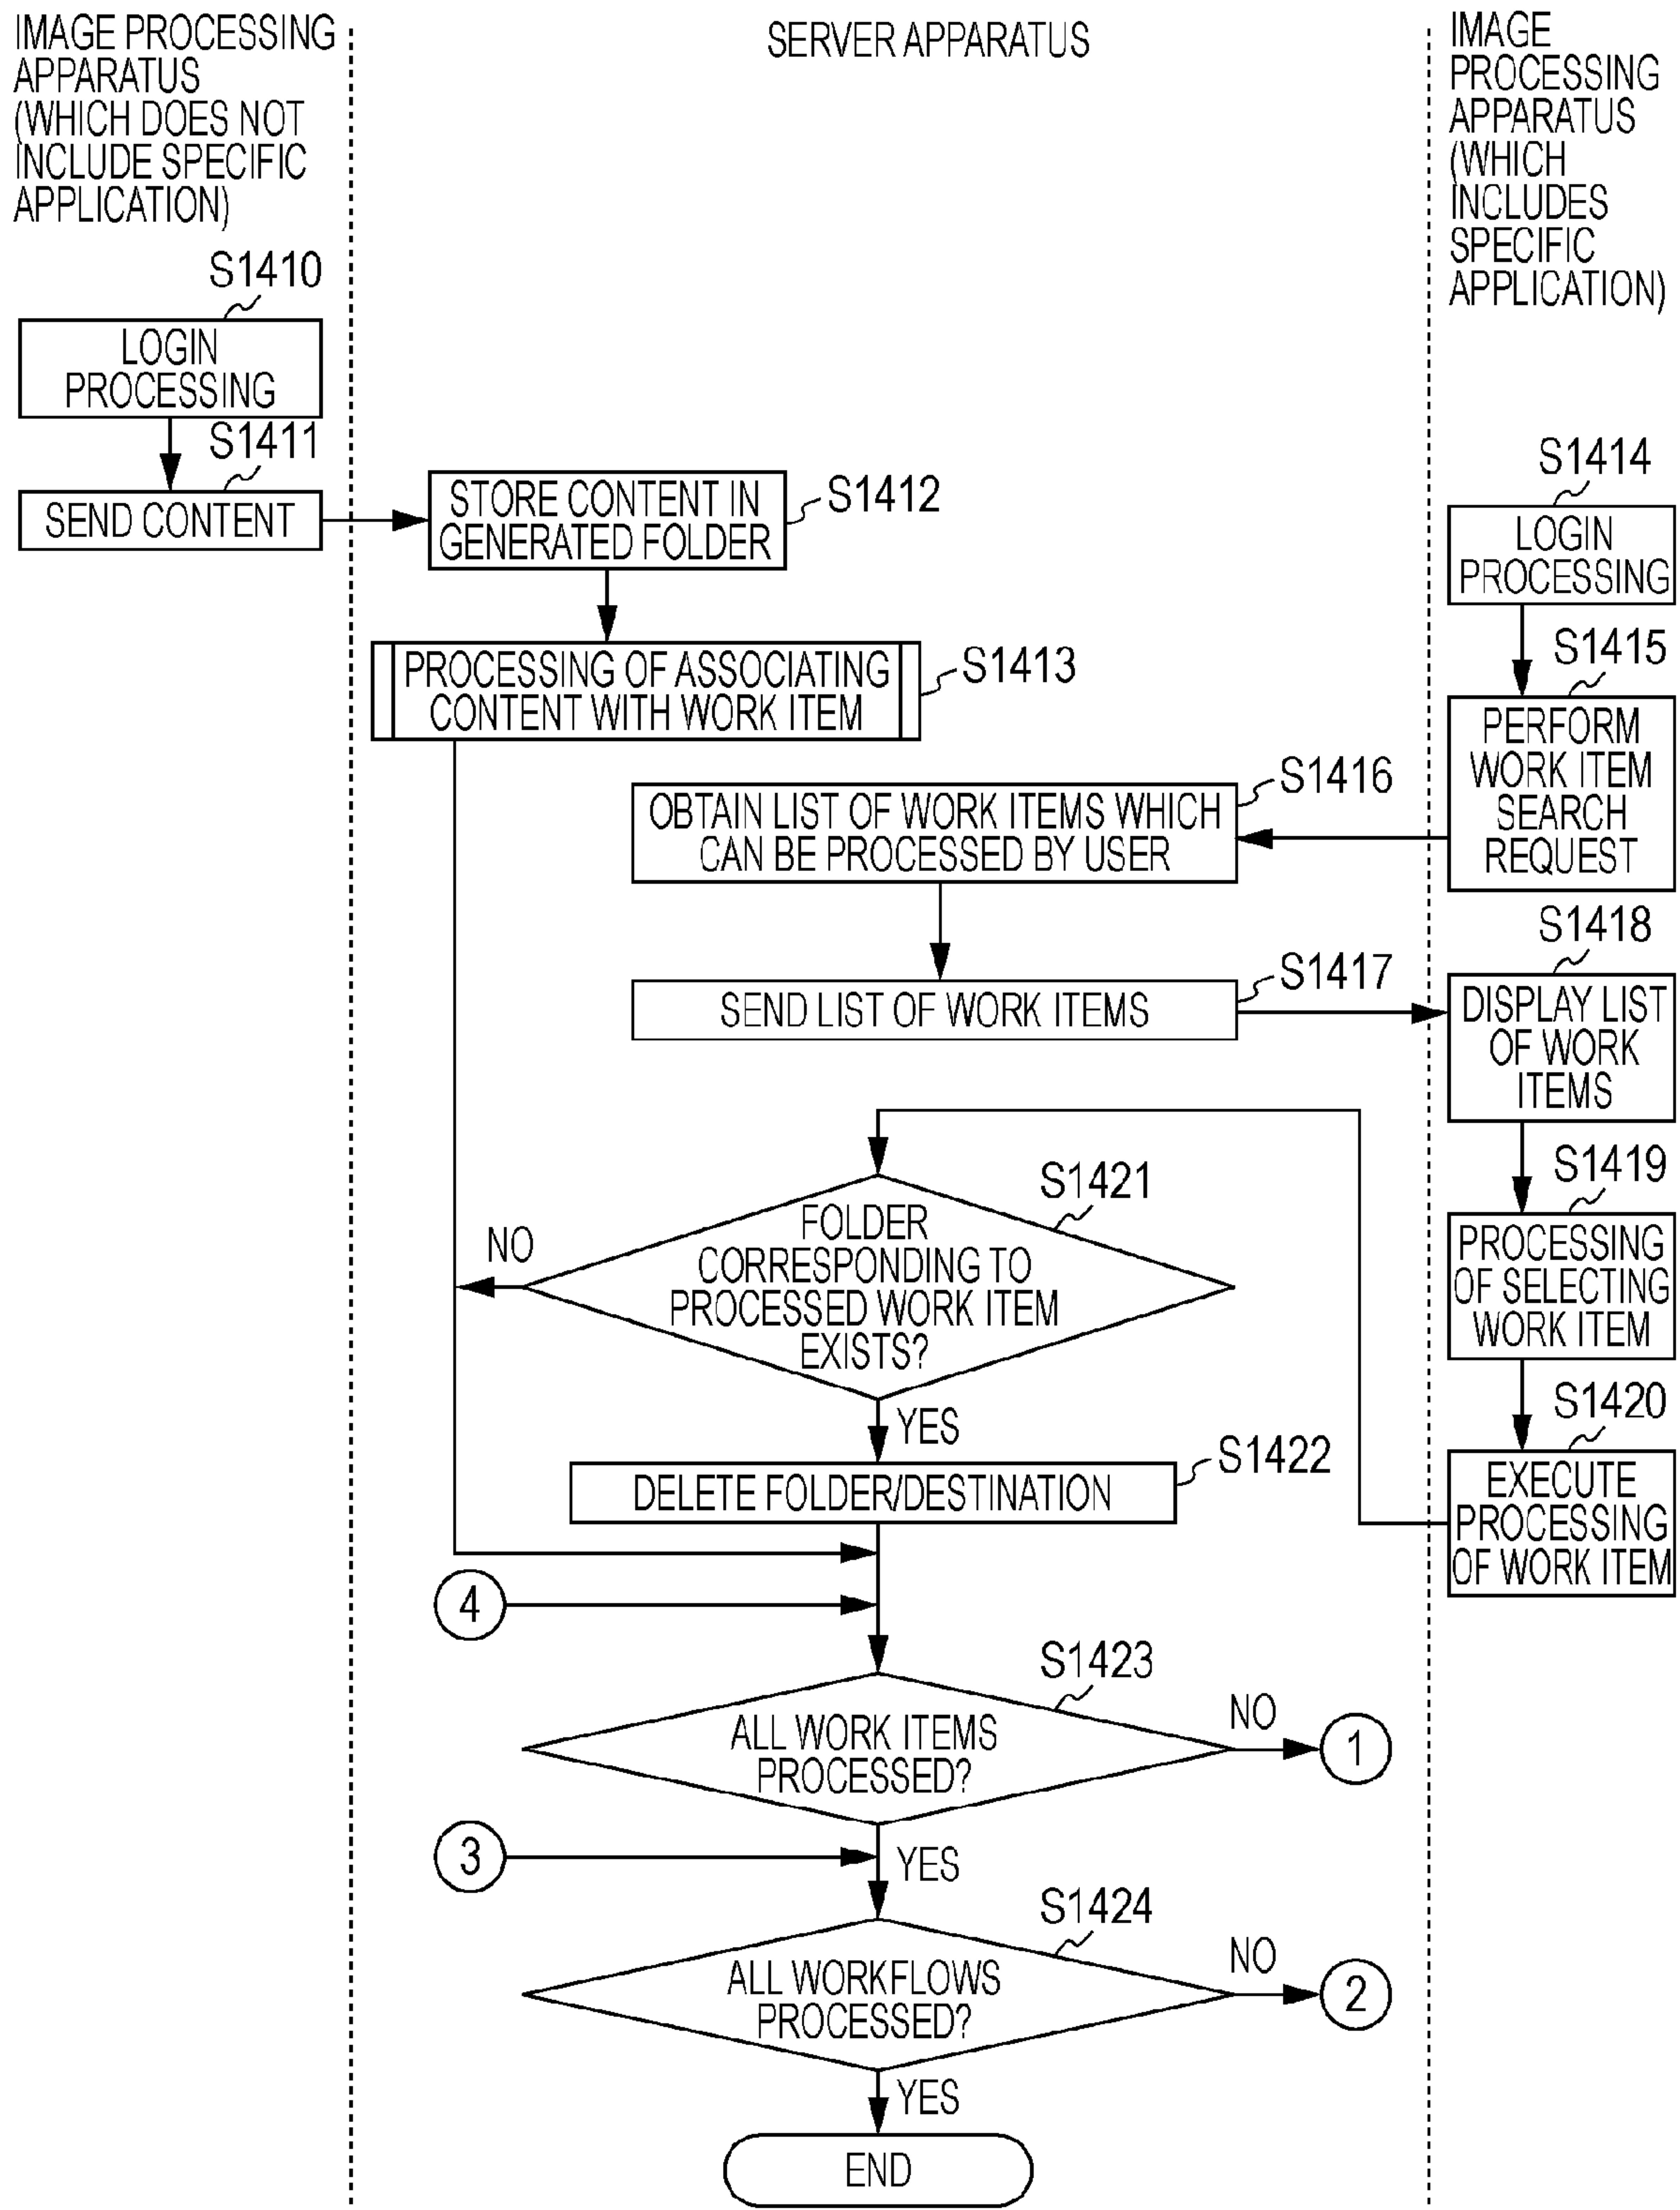 IMAGE PROCESSING
APPARATUS
(WHICH DOES NOT
INCLUDE SPECIFIC
APPLICATION)
SERVER APPARATUS
IMAGE
PROCESSING
APPARATUS
(WHICH
INCLUDES
SPECIFIC
APPLICATION)
S1410
LOGIN
PROCESSING
S1411
SEND CONTENT
STORE CONTENT IN
GENERATED FOLDER
S1412
PROCESSING OF ASSOCIATING
CONTENT WITH WORK ITEM
S1413
S1414
LOGIN
PROCESSING
S1415
PERFORM
WORK ITEM
SEARCH
REQUEST
S1416
OBTAIN LIST OF WORK ITEMS WHICH
CAN BE PROCESSED BY USER
S1417
SEND LIST OF WORK ITEMS
S1418
DISPLAY LIST
OF WORK
ITEMS
S1419
PROCESSING
OF SELECTING
WORK ITEM
S1420
EXECUTE
PROCESSING
OF WORK ITEM
S1421
FOLDER
CORRESPONDING TO
PROCESSED WORK ITEM
EXISTS?
NO
YES
S1422
DELETE FOLDER/DESTINATION
4
S1423
ALL WORK ITEMS
PROCESSED?
NO
1
3
YES
S1424
ALL WORKFLOWS
PROCESSED?
NO
2
YES
END